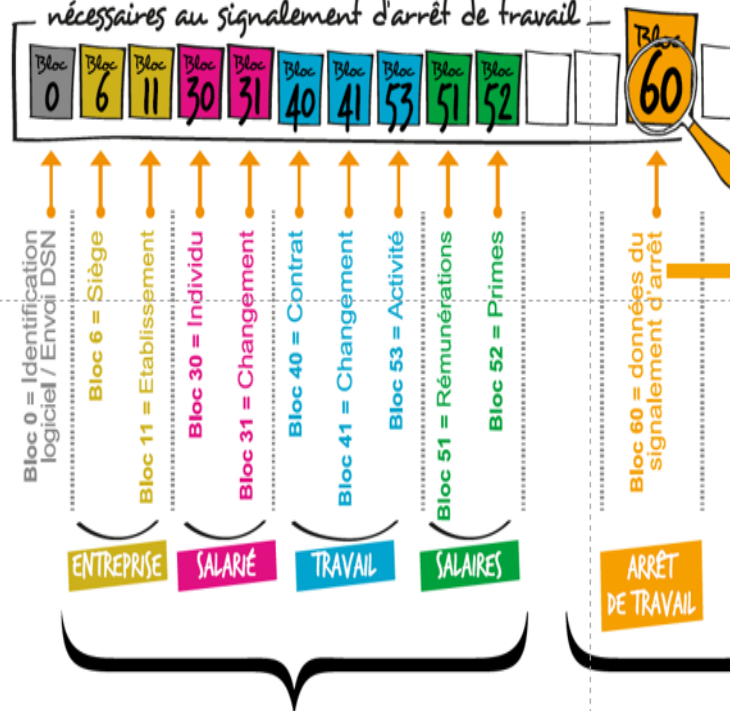 nécessaires au signalement d'arrêt de travail
Bloc 0
Bloc 6
Bloc 11
Bloc 30
Bloc 31
Bloc 40
Bloc 41
Bloc 53
Bloc 51
Bloc 52
Bloc 60
Bloc 0 = Identification
logiciel / Envoi DSN
Bloc 6 = Siège
Bloc 11 = Etablissement
Bloc 30 = Individu
Bloc 31 = Changement
Bloc 40 = Contrat
Bloc 41 = Changement
Bloc 53 = Activité
Bloc 51 = Rémunérations
Bloc 52 = Primes
Bloc 60 = données du
signalement d'arrêt
ENTREPRISE
SALARIÉ
TRAVAIL
SALAIRES
ARRÊT
DE TRAVAIL